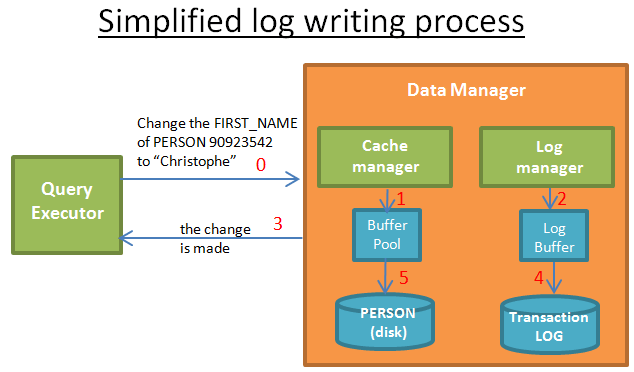 Simplified log writing process
Data Manager
Change the FIRST_NAME
of PERSON 90923542
to “Christophe”
0
Cache
manager
Log
manager
Query
Executor
1
2
the change
is made
3
Buffer
Pool
Log
Buffer
5
4
PERSON
(disk)
Transaction
LOG